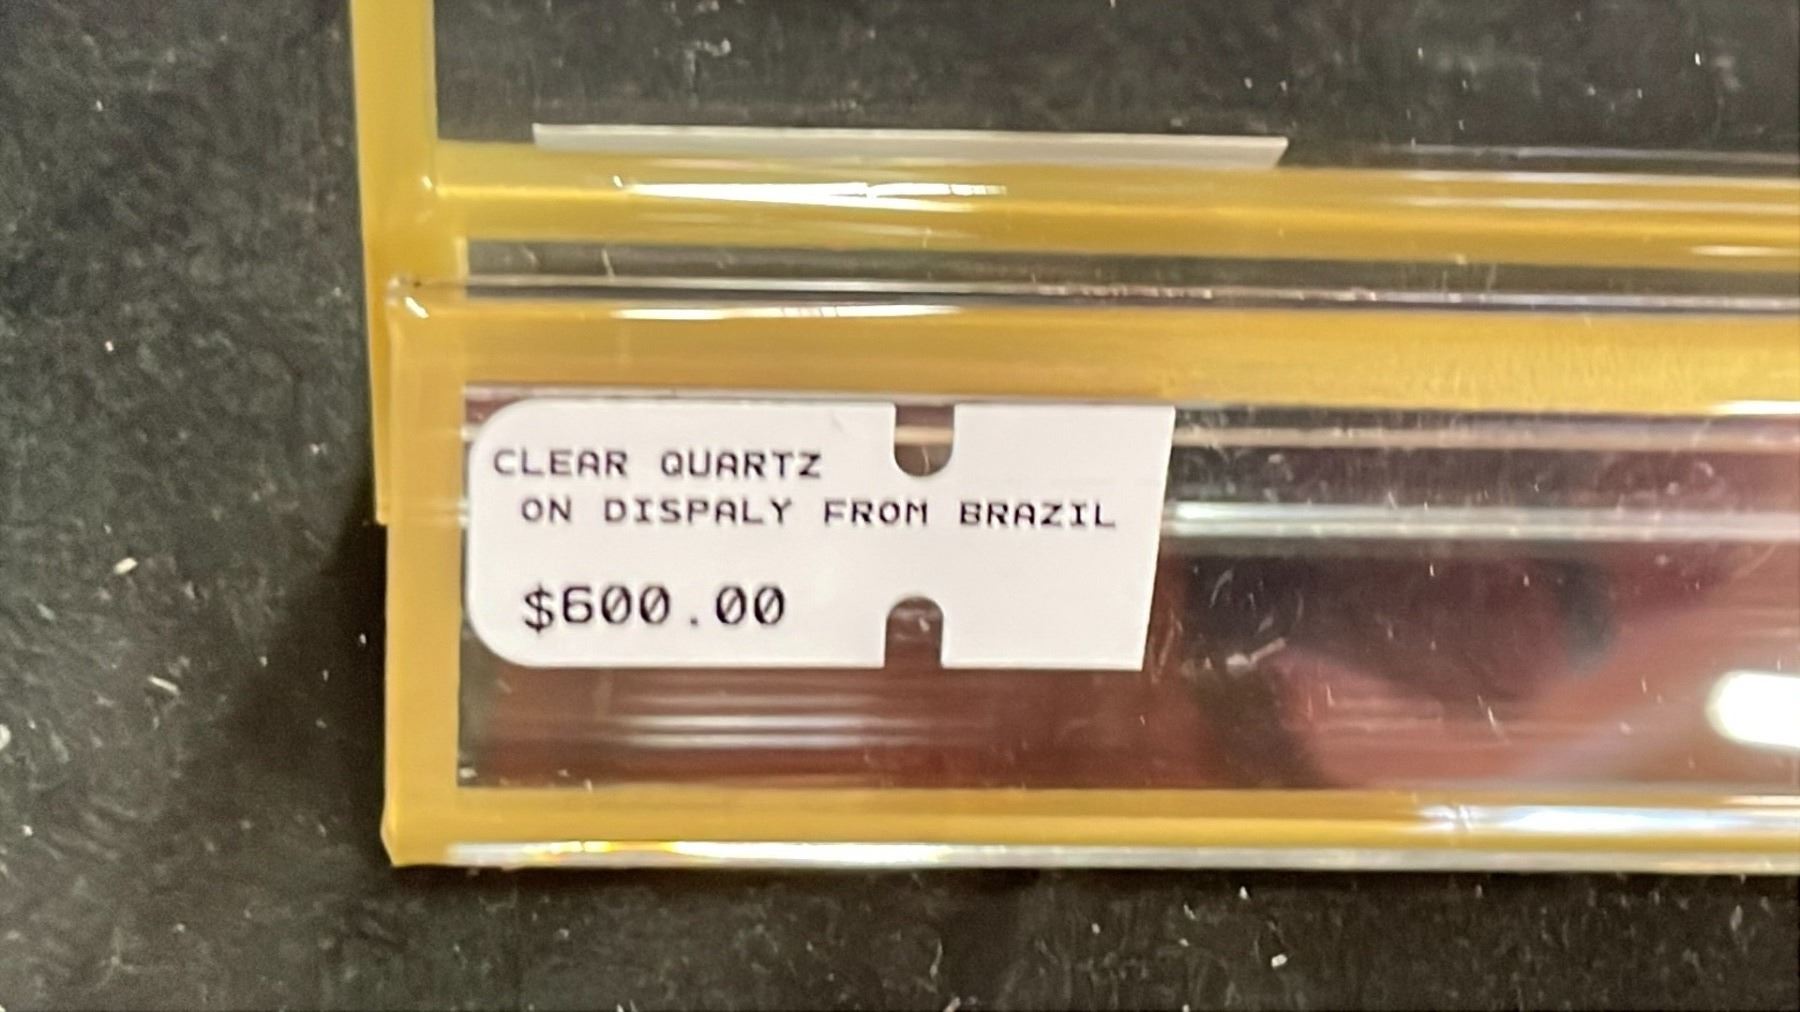 CLEAR QUARTZ
ON DISPALY FROM BRAZIL
$600.00